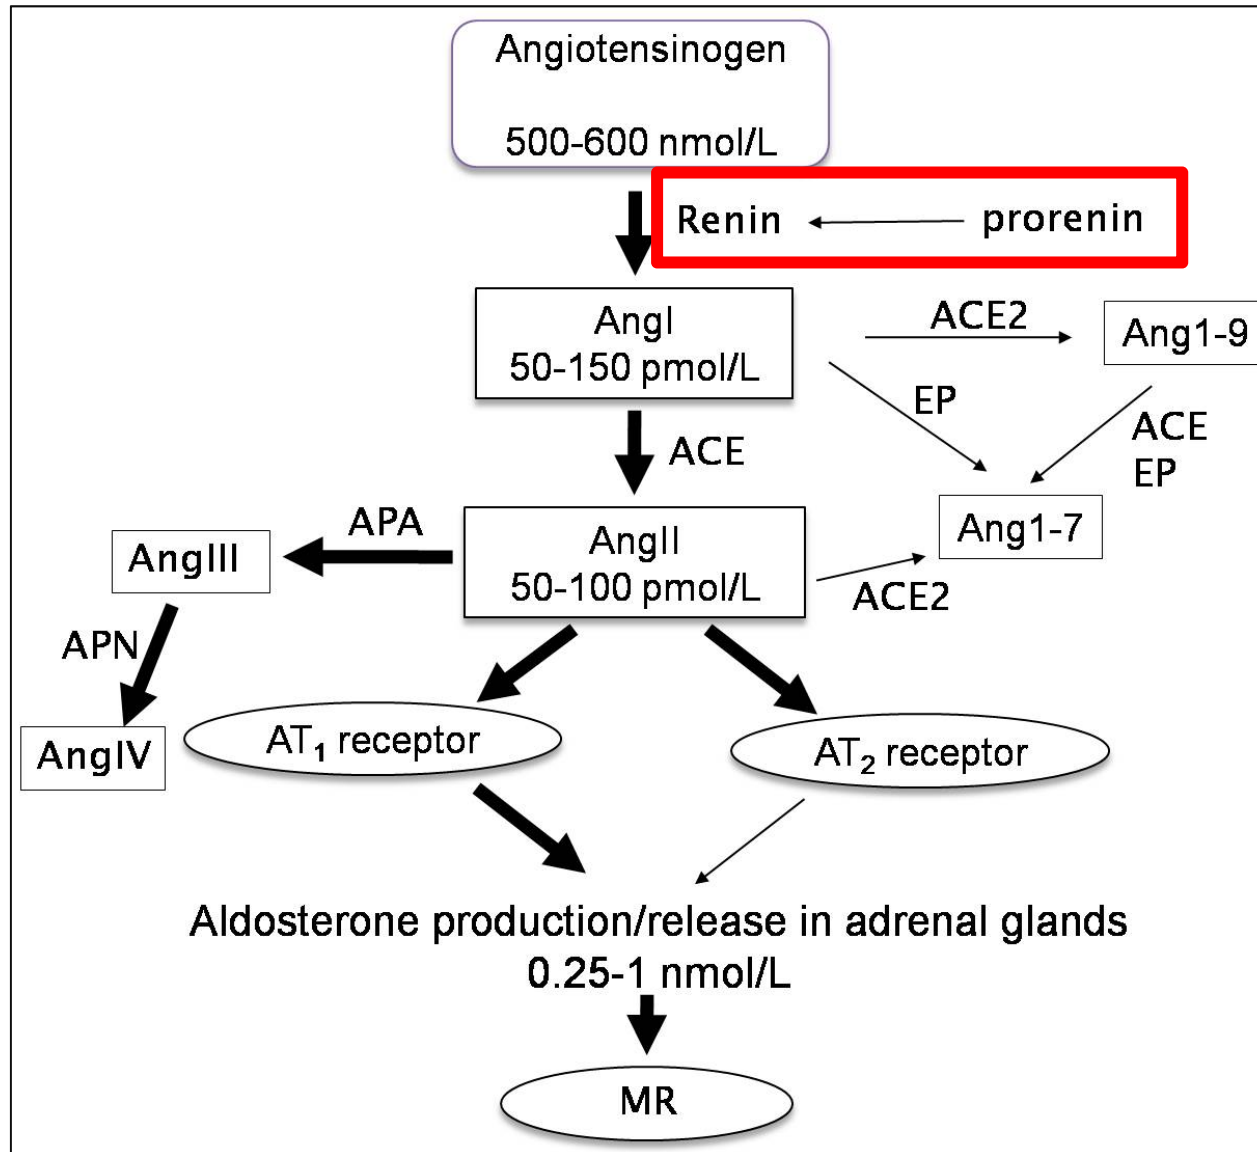 Angiotensinogen
500-600 nmol/L
Renin
prorenin
AngI
50-150 pmol/L
ACE2
Ang1-9
EP
ACE
EP
ACE
Ang1-7
APA
AngIII
AngII
50-100 pmol/L
ACE2
APN
AngIV
AT₁ receptor
AT₂ receptor
Aldosterone production/release in adrenal glands
0.25-1 nmol/L
MR